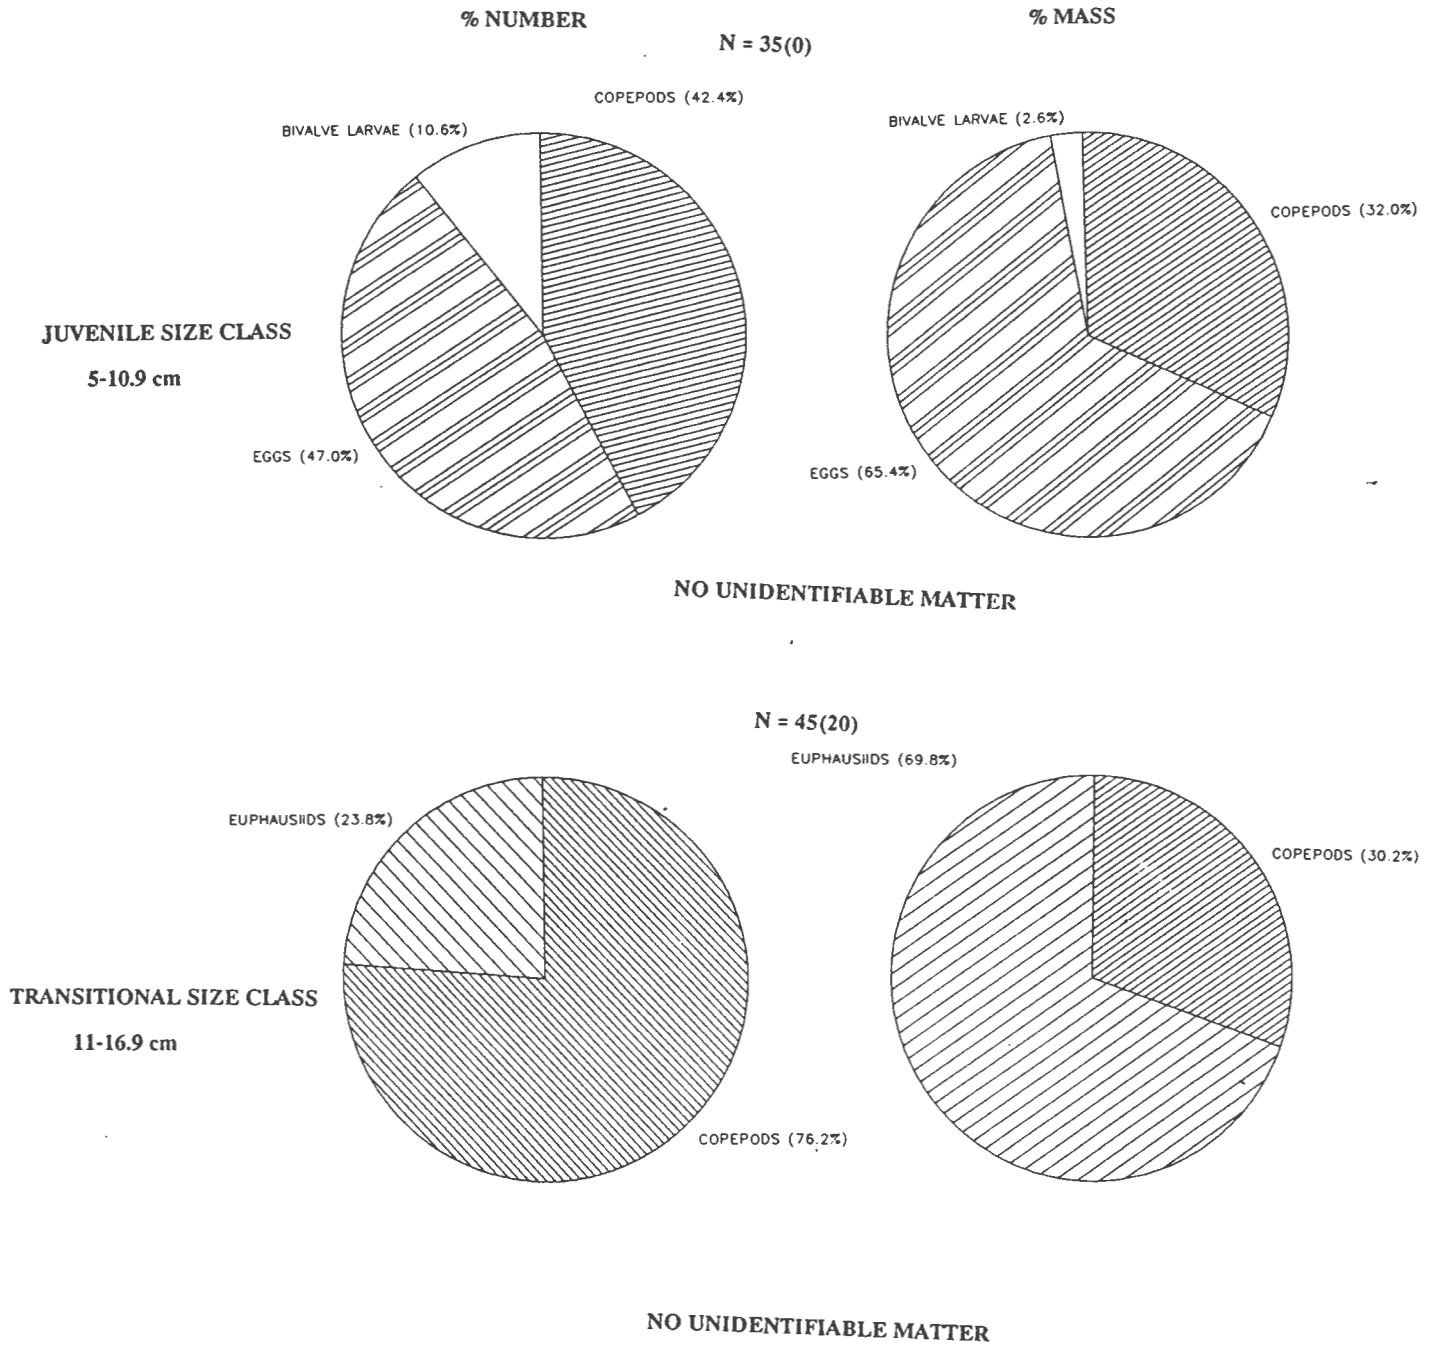 % NUMBER
% MASS
N = 35(0)
COPEPODS (42.4%)
BIVALVE LARVAE (10.6%)
BIVALVE LARVAE (2.6%)
COPEPODS (32.0%)
JUVENILE SIZE CLASS
5-10.9 cm
EGGS (47.0%)
EGGS (65.4%)
NO UNIDENTIFIABLE MATTER
N = 45(20)
EUPHAUSIIDS (69.8%)
EUPHAUSIIDS (23.8%)
COPEPODS (30.2%)
TRANSITIONAL SIZE CLASS
11-16.9 cm
COPEPODS (76.2%)
NO UNIDENTIFIABLE MATTER